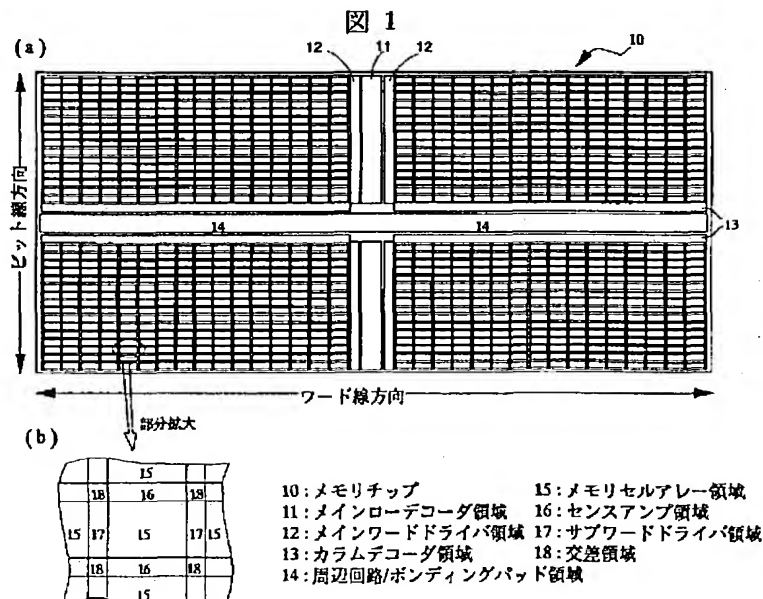 図 1
(a)
12 11 12
10
ビット線方向
14 14
13
ワード線方向
部分拡大
(b)
15
18 16 18
15 17 15 17 15
18 16 18
15
10:メモリチップ
11:メインローデコーダ領域
12:メインワードドライバ領域
13:カラムデコーダ領域
14:周辺回路/ボンディングパッド領域
15:メモリセルアレー領域
16:センスアンプ領域
17:サブワードドライバ領域
18:交差領域